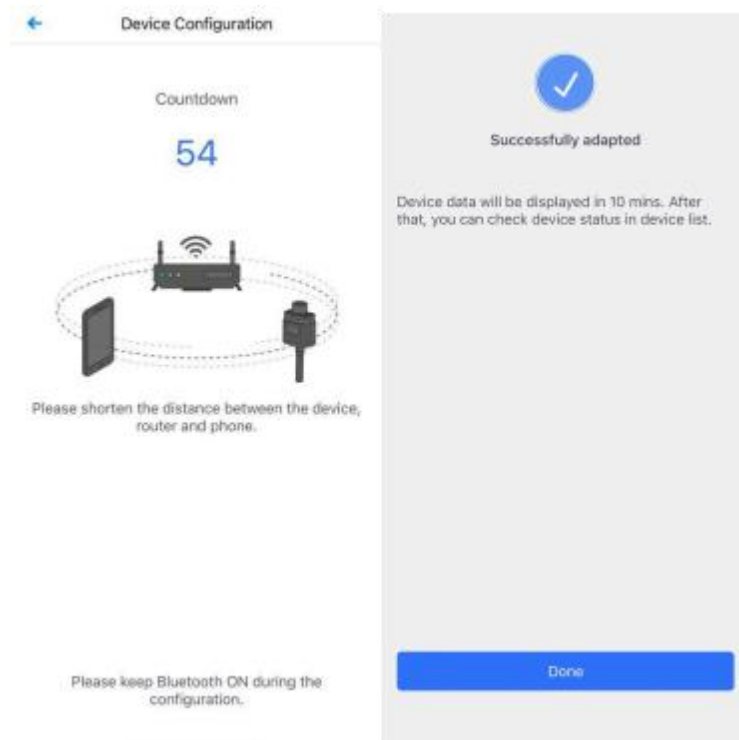 Device Configuration
Countdown
54
Please shorten the distance between the device,
router and phone.
Please keep Bluetooth ON during the
configuration.
Successfully adapted
Device data will be displayed in 10 mins. After
that, you can check device status in device list.
Done